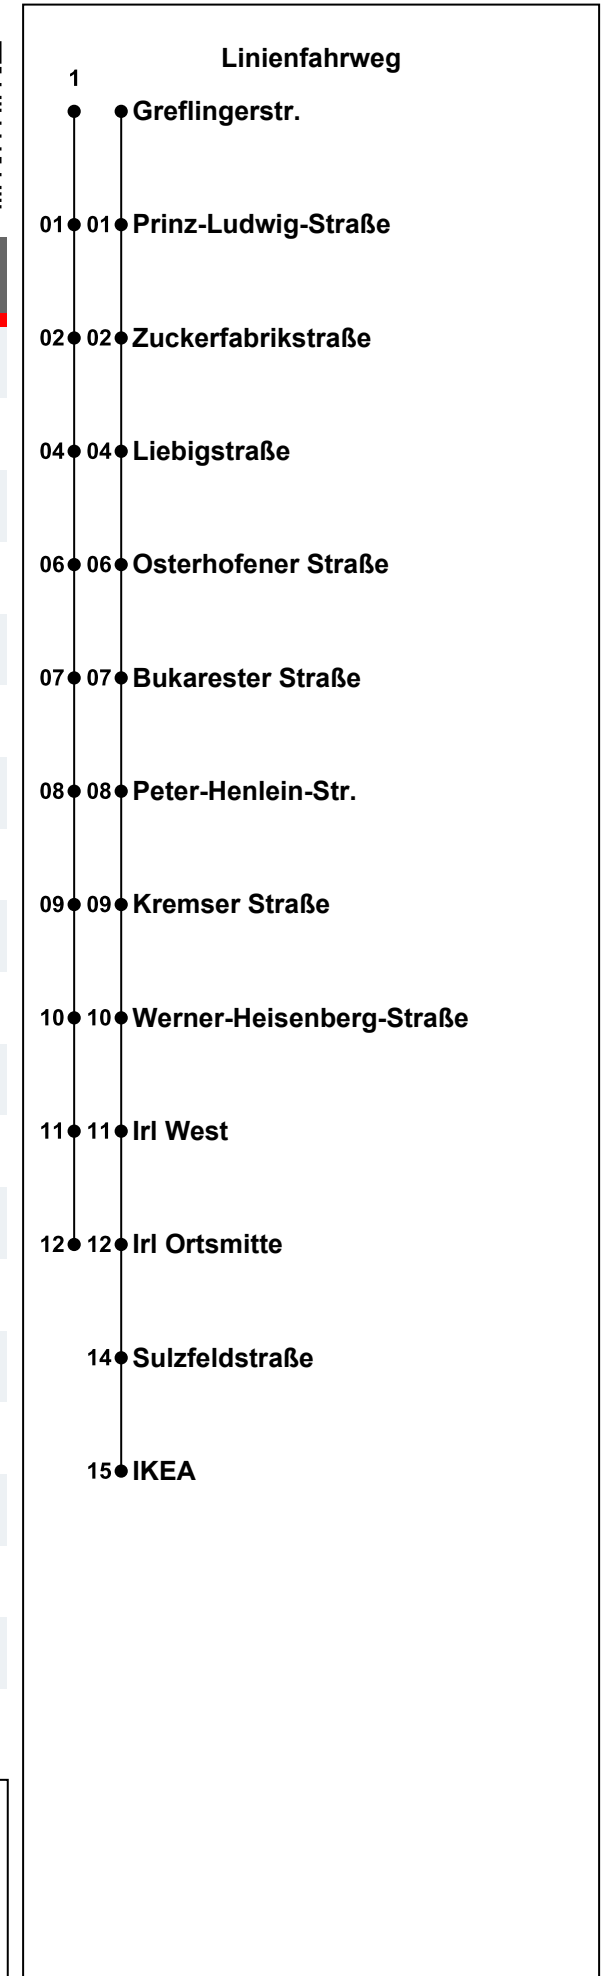 Linienfahrweg
1
Greflingerstr.
01 01 Prinz-Ludwig-Straße
02 02 Zuckerfabrikstraße
04 04 Liebigstraße
06 06 Osterhofener Straße
07 07 Bukarester Straße
08 08 Peter-Henlein-Str.
09 09 Kremser Straße
10 10 Werner-Heisenberg-Straße
11 11 Irl West
12 12 Irl Ortsmitte
14 Sulzfeldstraße
15 IKEA